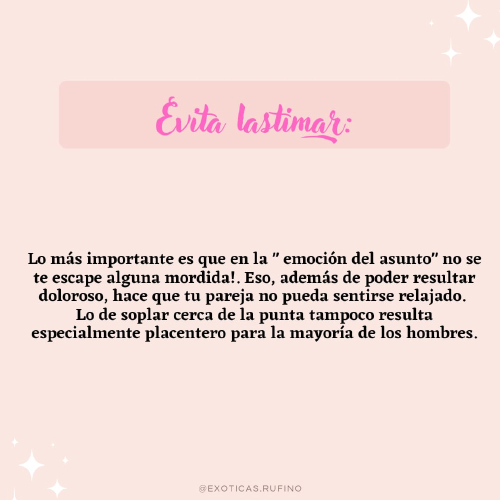 Évita lastimar:
Lo más importante es que en la " emoción del asunto" no se
te escape alguna mordida!. Eso, además de poder resultar
doloroso, hace que tu pareja no pueda sentirse relajado.
Lo de soplar cerca de la punta tampoco resulta
especialmente placentero para la mayoría de los hombres.
@EXOTICAS.RUFINO